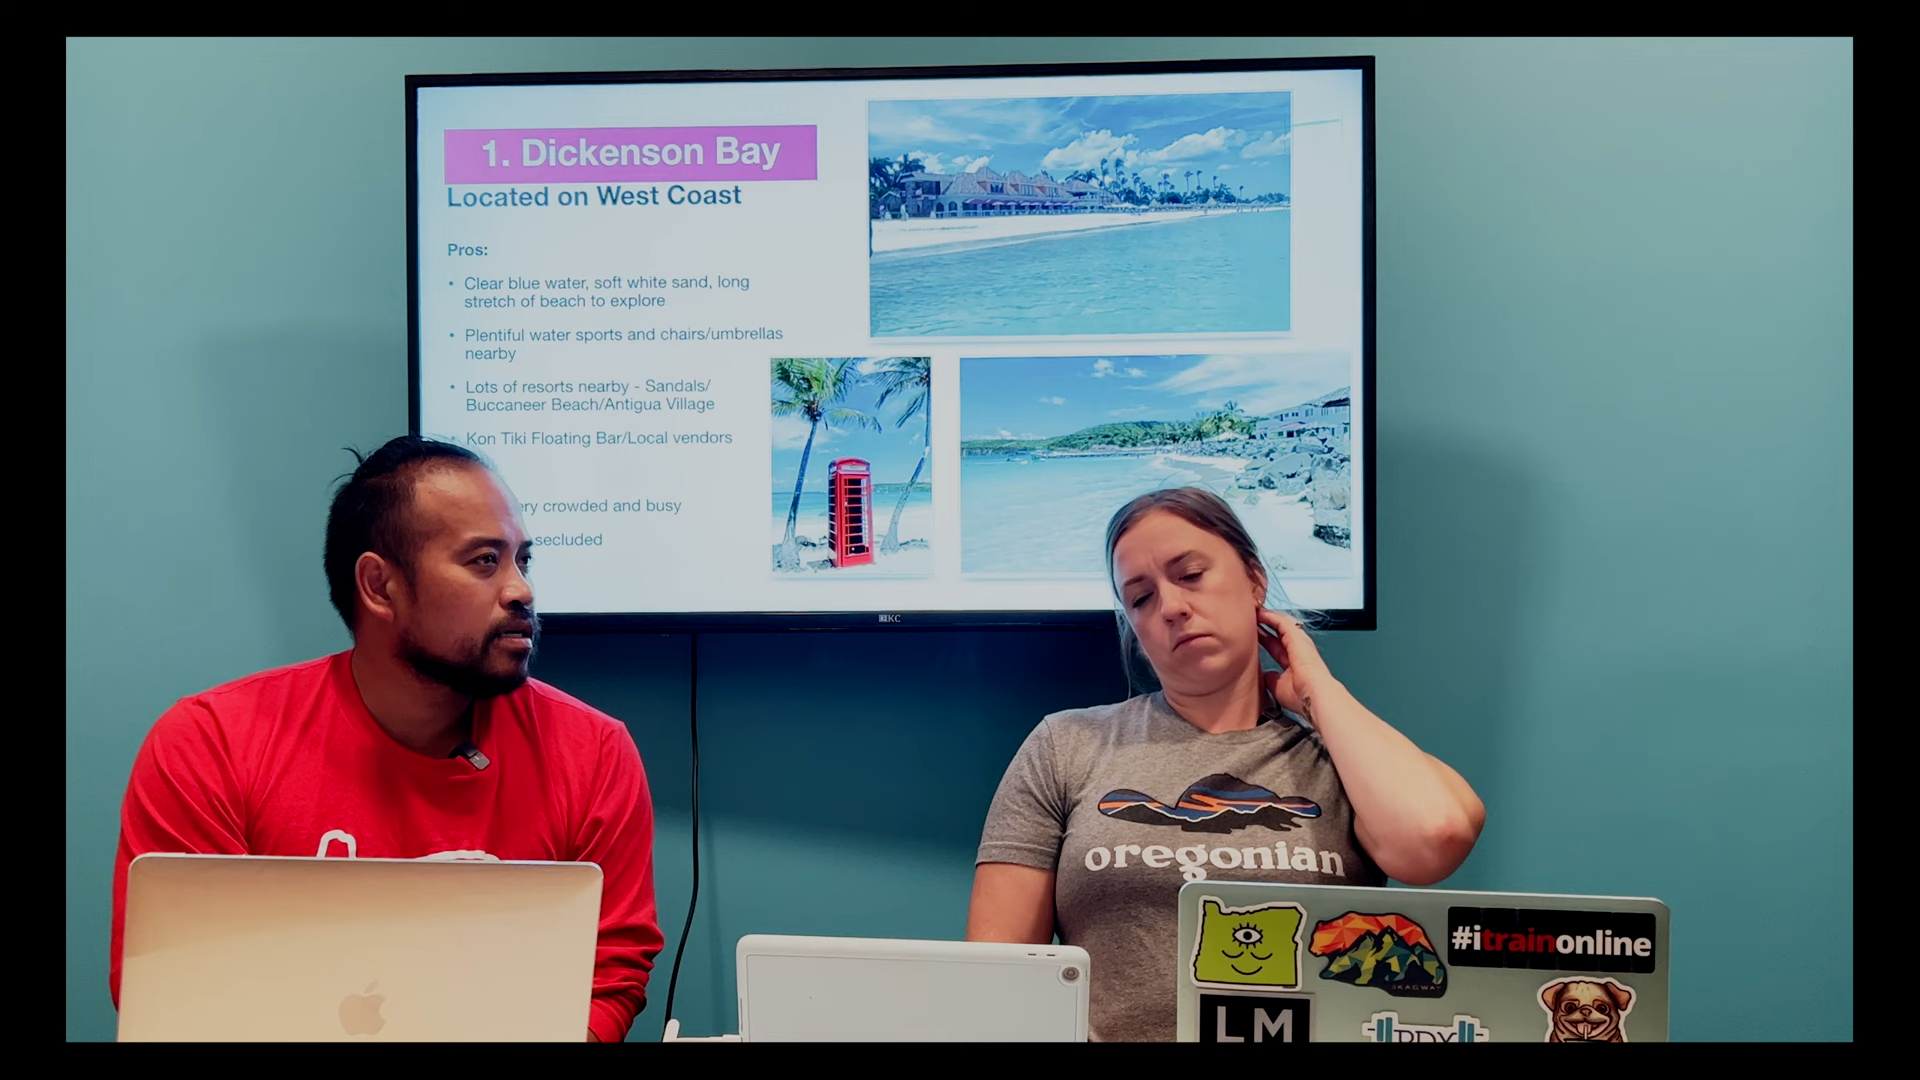 1. Dickenson Bay
Located on West Coast
Pros:
• Clear blue water, soft white sand, long
stretch of beach to explore
• Plentiful water sports and chairs/umbrellas
nearby
• Lots of resorts nearby - Sandals/
Buccaneer Beach/Antigua Village
• Kon Tiki Floating Bar/Local vendors
crowded and busy
secluded
oregonian
#itrainonline
SKAGWAY
LM
PDX